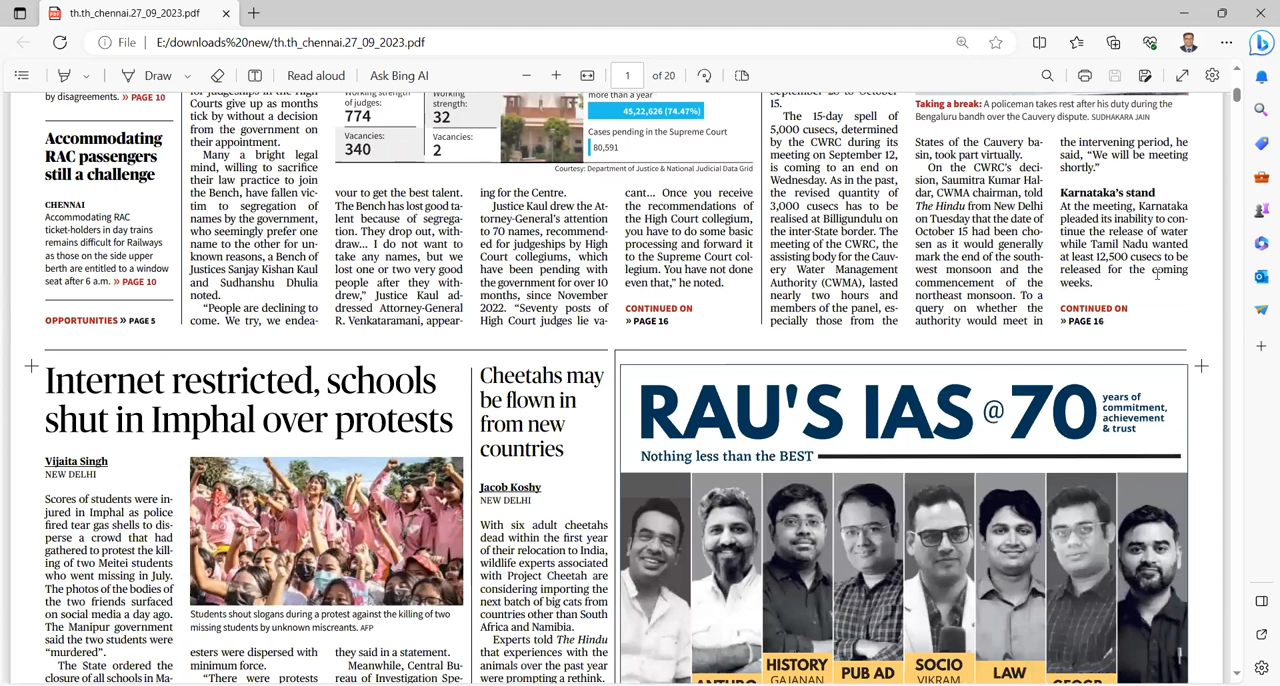 th.th_chennai.27_09_2023.pdf
File
E:/downloads%20new/th.th_chennai.27_09_2023.pdf
Draw
Read aloud
Ask Bing AI
1
of 20
by disagreements. » PAGE 10
Accommodating
RAC passengers
still a challenge
CHENNAI
Accommodating RAC
ticket-holders in day trains
remains difficult for Railways
as those on the side upper
berth are entitled to a window
seat after 6 a.m. » PAGE 10
OPPORTUNITIES » PAGE 5
for judgeships in the High
Courts give up as months
tick by without a decision
from the government on
their appointment.
Many a bright legal
mind, willing to sacrifice
their law practice to join
the Bench, have fallen vic-
tim to segregation of
names by the government,
who seemingly prefer one
name to the other for un-
known reasons, a Bench of
Justices Sanjay Kishan Kaul
and Sudhanshu Dhulia
noted.
"People are declining to
come. We try, we endea-
Working strength
of judges:
774
Vacancies:
340
Working
strength:
32
Vacancies:
2
more than a year
45,22,626 (74.47%)
Cases pending in the Supreme Court
80,591
Courtesy: Department of Justice & National Judicial Data Grid
vour to get the best talent.
The Bench has lost good ta-
lent because of segrega-
tion. They drop out, with-
draw... I do not want to
take any names, but we
lost one or two very good
people after they with-
drew," Justice Kaul ad-
dressed Attorney-General
R. Venkataramani, appear-
ing for the Centre.
Justice Kaul drew the At-
torney-General's attention
to 70 names, recommend-
ed for judgeships by High
Court collegiums, which
have been pending with
the government for over 10
months, since November
2022. "Seventy posts of
High Court judges lie va-
cant... Once you receive
the recommendations of
the High Court collegium,
you have to do some basic
processing and forward it
to the Supreme Court col-
legium. You have not done
even that," he noted.
CONTINUED ON
» PAGE 16
September 28 to October
15.
The 15-day spell of
5,000 cusecs, determined
by the CWRC during its
meeting on September 12,
is coming to an end on
Wednesday. As in the past,
the revised quantity of
3,000 cusecs has to be
realised at Billigundulu on
the inter-State border. The
meeting of the CWRC, the
assisting body for the Cauv-
ery Water Management
Authority (CWMA), lasted
nearly two hours and
members of the panel, es-
pecially those from the
Taking a break: A policeman takes rest after his duty during the
Bengaluru bandh over the Cauvery dispute. SUDHAKARA JAIN
States of the Cauvery ba-
sin, took part virtually.
On the CWRC's deci-
sion, Saumitra Kumar Hal-
dar, CWMA chairman, told
The Hindu from New Delhi
on Tuesday that the date of
October 15 had been cho-
sen as it would generally
mark the end of the south-
west monsoon and the
commencement of the
northeast monsoon. To a
query on whether the
authority would meet in
the intervening period, he
said, "We will be meeting
shortly."
Karnataka's stand
At the meeting, Karnataka
pleaded its inability to con-
tinue the release of water
while Tamil Nadu wanted
at least 12,500 cusecs to be
released for the coming
weeks.
CONTINUED ON
» PAGE 16
Internet restricted, schools
shut in Imphal over protests
Vijaita Singh
NEW DELHI
Scores of students were in-
jured in Imphal as police
fired tear gas shells to dis-
perse a crowd that had
gathered to protest the kill-
ing of two Meitei students
who went missing in July.
The photos of the bodies of
the two friends surfaced
on social media a day ago.
The Manipur government
said the two students were
"murdered".
The State ordered the
closure of all schools in Ma-
Students shout slogans during a protest against the killing of two
missing students by unknown miscreants. AFP
esters were dispersed with
minimum force.
"There were protests
they said in a statement.
Meanwhile, Central Bu-
reau of Investigation Spe-
Cheetahs may
be flown in
from new
countries
Jacob Koshy
NEW DELHI
With six adult cheetahs
dead within the first year
of their relocation to India,
wildlife experts associated
with Project Cheetah are
considering importing the
next batch of big cats from
countries other than South
Africa and Namibia.
Experts told The Hindu
that experiences with the
animals over the past year
were prompting a rethink.
RAU'S IAS @ 70
years of
commitment,
achievement
& trust
Nothing less than the BEST
HISTORY
GAJANAN
PUB AD
SOCIO
VIKRAM
LAW